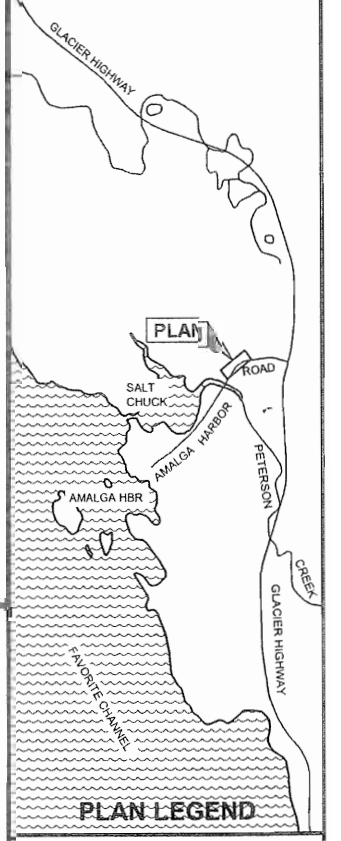 GLACIER HIGHWAY
PLAN
ROAD
SALT
CHUCK
AMALGA HARBOR
PETERSON
AMALGA HBR
CREEK
GLACIER HIGHWAY
FAVORITE CHANNEL
PLAN LEGEND